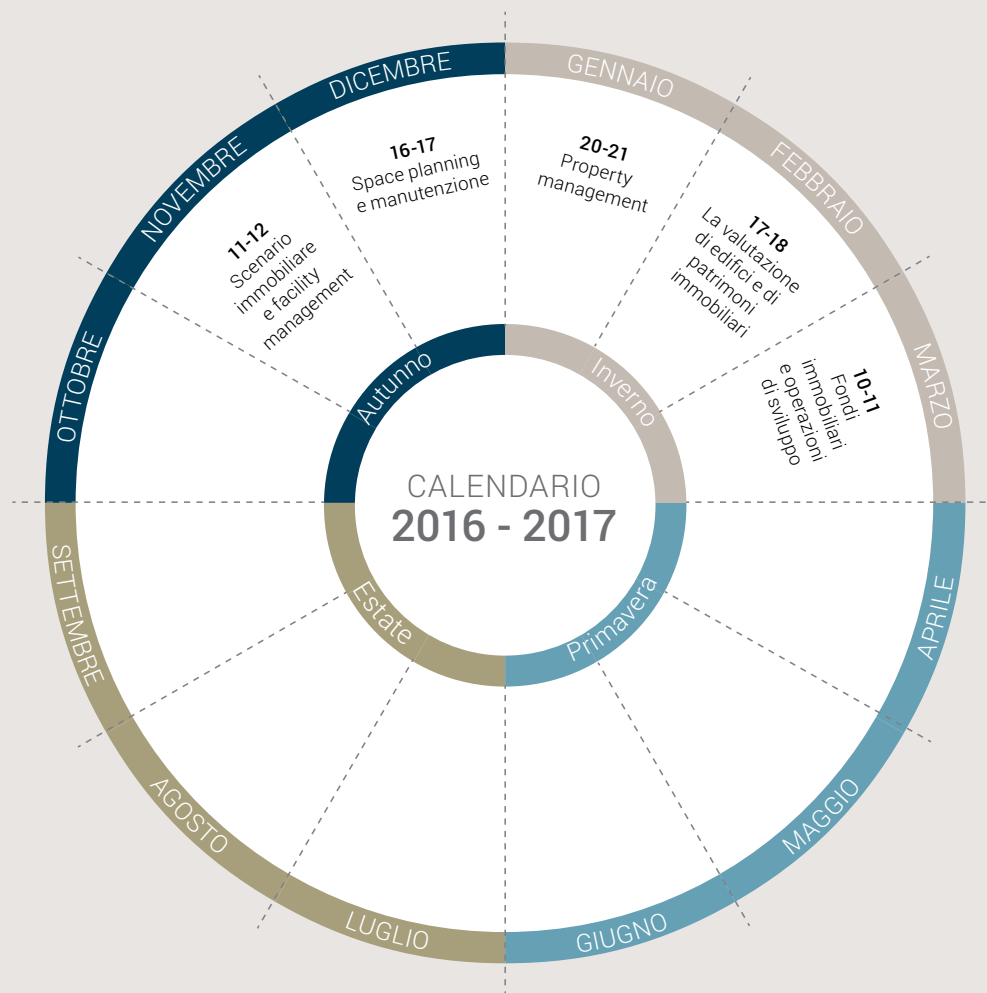 CALENDARIO
2016 - 2017
Autunno
Inverno
Primavera
Estate
OTTOBRE
NOVEMBRE
11-12
Scenario
immobiliare
e facility
management
DICEMBRE
16-17
Space planning
e manutenzione
GENNAIO
20-21
Property
management
FEBBRAIO
17-18
La valutazione
di edifici e di
patrimoni
immobiliari
MARZO
10-11
Fondi
immobiliari
e operazioni
di sviluppo
APRILE
MAGGIO
GIUGNO
LUGLIO
AGOSTO
SETTEMBRE